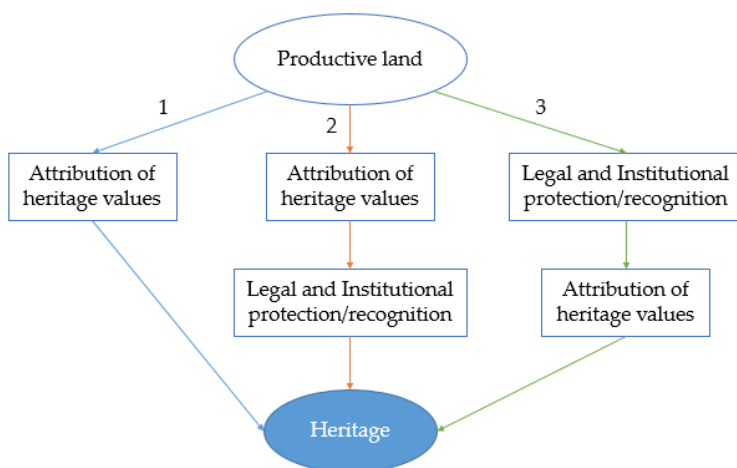 Productive land
1
2
3
Attribution of
heritage values
Attribution of
heritage values
Legal and Institutional
protection/recognition
Legal and Institutional
protection/recognition
Attribution of
heritage values
Heritage